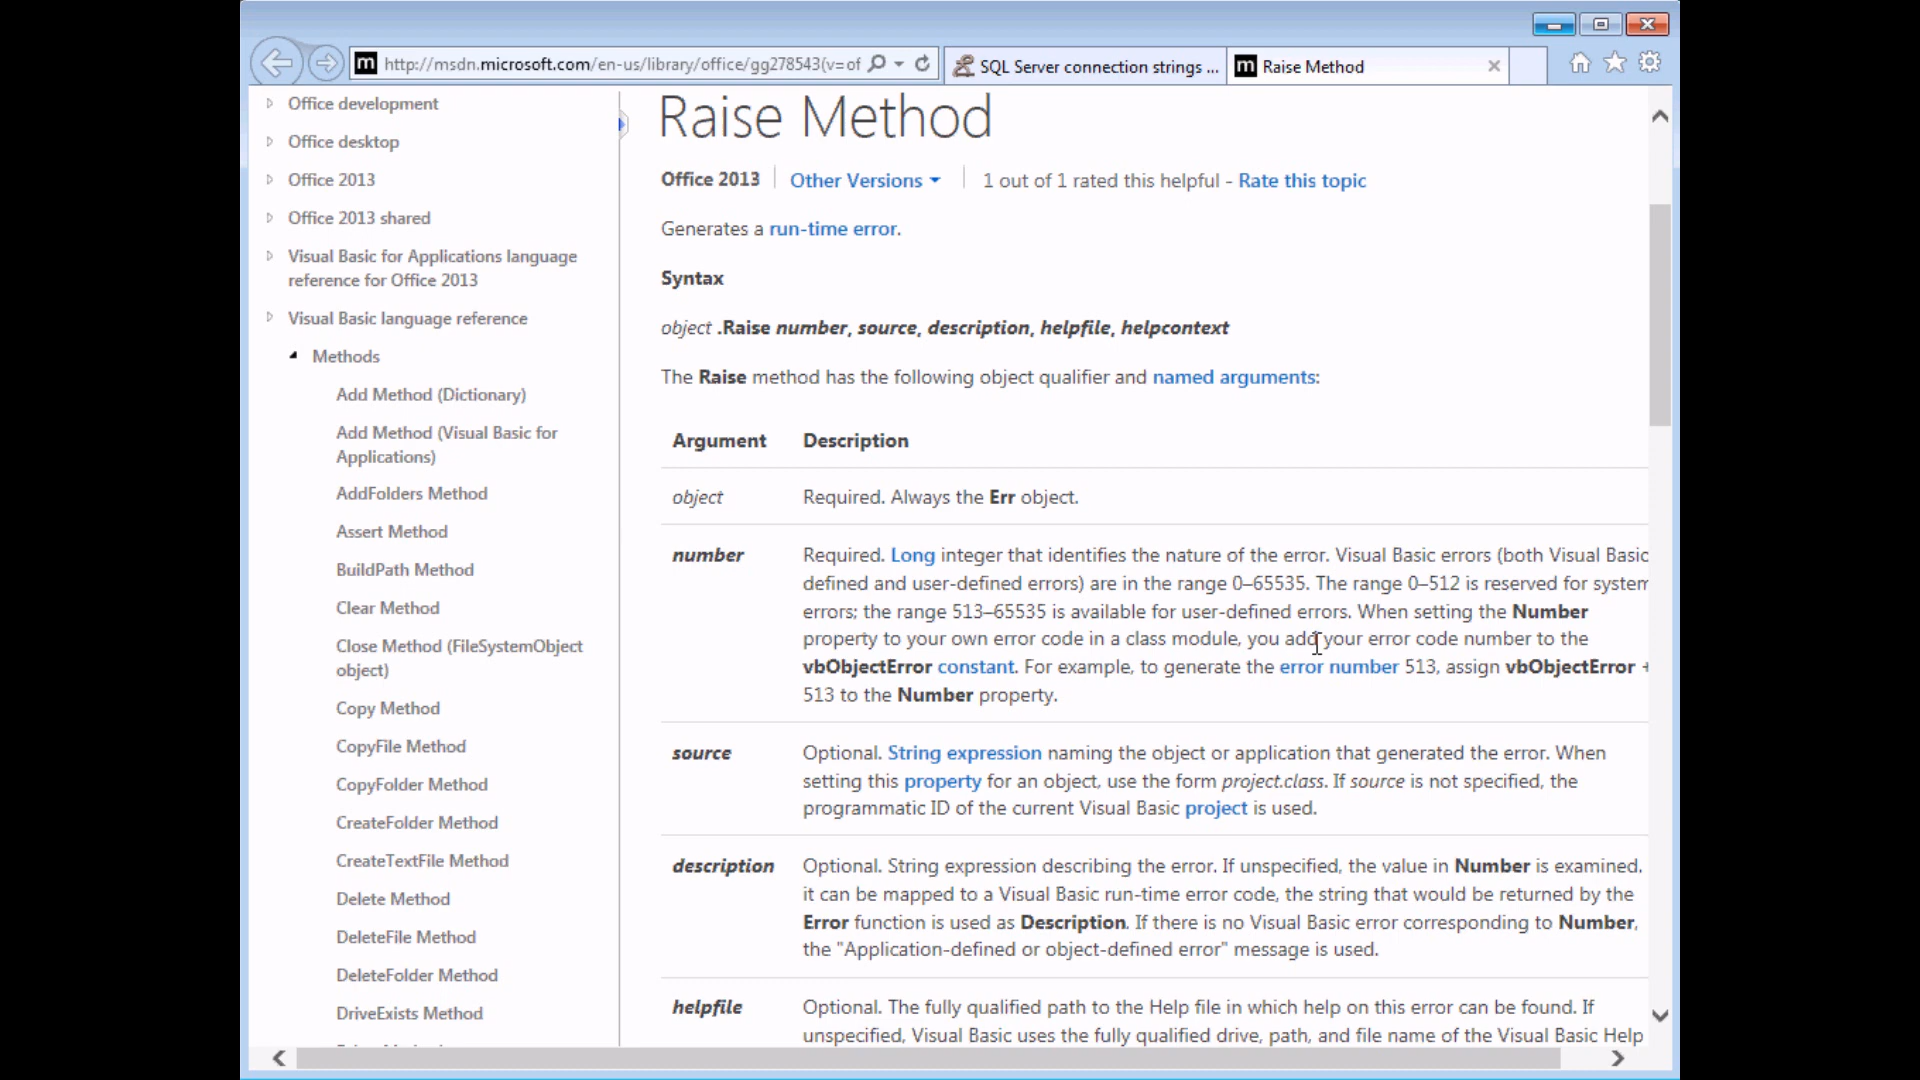 http://msdn.microsoft.com/en-us/library/office/gg278543(v=of
SQL Server connection strings ...
Raise Method
Office development
Office desktop
Office 2013
Office 2013 shared
Visual Basic for Applications language
reference for Office 2013
Visual Basic language reference
Methods
Add Method (Dictionary)
Add Method (Visual Basic for
Applications)
AddFolders Method
Assert Method
BuildPath Method
Clear Method
Close Method (FileSystemObject
object)
Copy Method
CopyFile Method
CopyFolder Method
CreateFolder Method
CreateTextFile Method
Delete Method
DeleteFile Method
DeleteFolder Method
DriveExists Method
Raise Method
Office 2013
Other Versions
1 out of 1 rated this helpful - Rate this topic
Generates a run-time error.
Syntax
object .Raise number, source, description, helpfile, helpcontext
The Raise method has the following object qualifier and named arguments:
Argument Description
object Required. Always the Err object.
number Required. Long integer that identifies the nature of the error. Visual Basic errors (both Visual Basic
defined and user-defined errors) are in the range 0–65535. The range 0–512 is reserved for system
errors; the range 513–65535 is available for user-defined errors. When setting the Number
property to your own error code in a class module, you add your error code number to the
vbObjectError constant. For example, to generate the error number 513, assign vbObjectError +
513 to the Number property.
source Optional. String expression naming the object or application that generated the error. When
setting this property for an object, use the form project.class. If source is not specified, the
programmatic ID of the current Visual Basic project is used.
description Optional. String expression describing the error. If unspecified, the value in Number is examined.
it can be mapped to a Visual Basic run-time error code, the string that would be returned by the
Error function is used as Description. If there is no Visual Basic error corresponding to Number,
the "Application-defined or object-defined error" message is used.
helpfile Optional. The fully qualified path to the Help file in which help on this error can be found. If
unspecified, Visual Basic uses the fully qualified drive, path, and file name of the Visual Basic Help